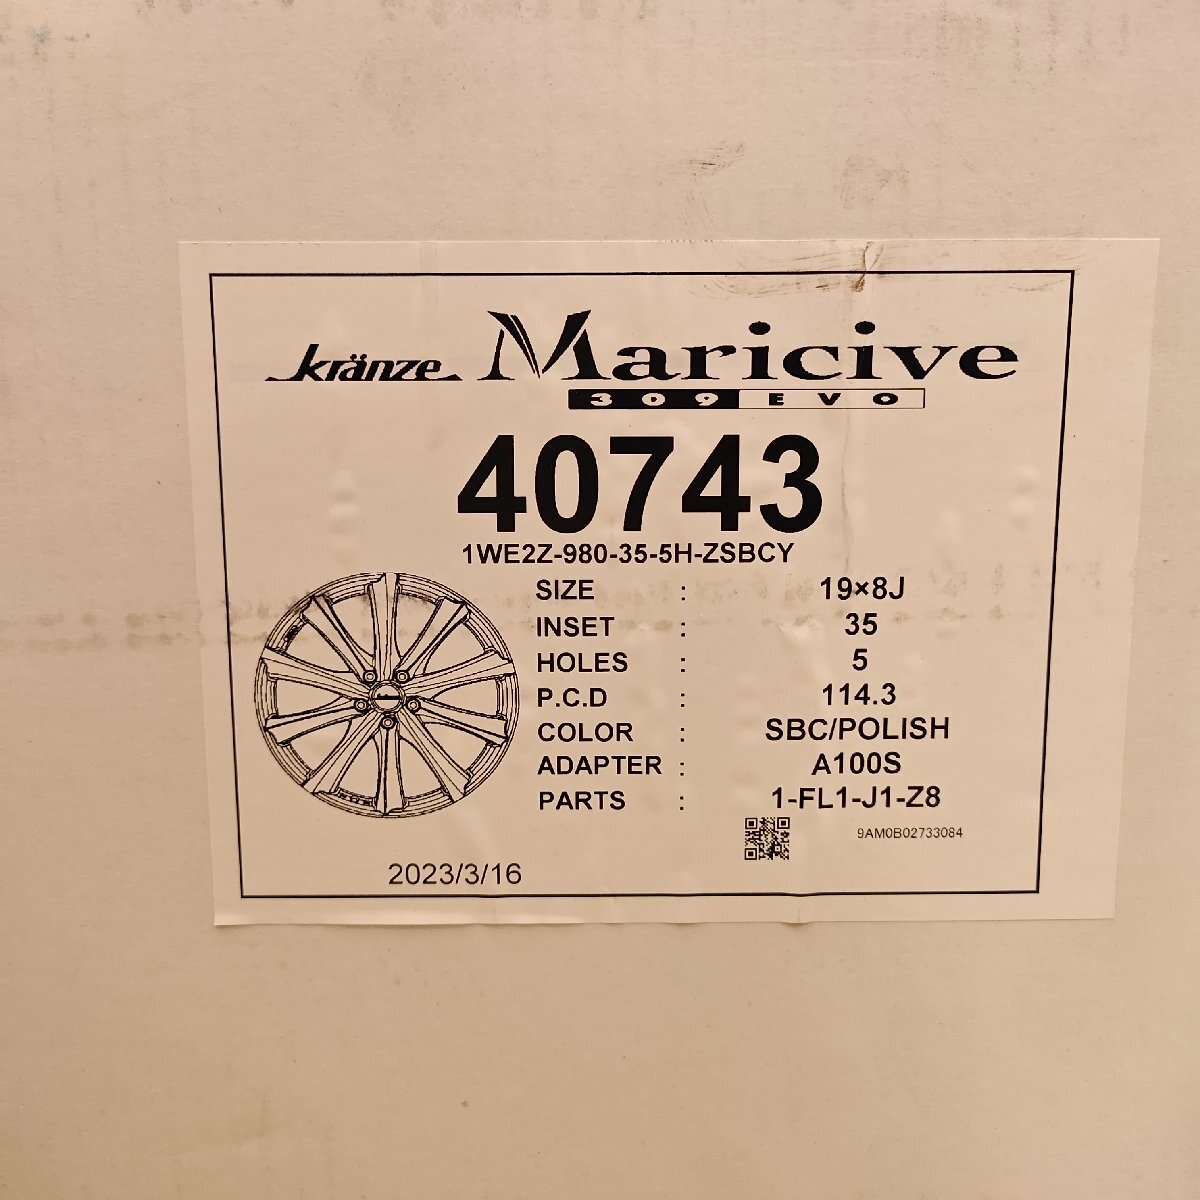 kränze Maricive
309 EVO
40743
1WE2Z-980-35-5H-ZSBCY
SIZE : 19×8J
INSET : 35
HOLES : 5
P.C.D : 114.3
COLOR : SBC/POLISH
ADAPTER : A100S
PARTS : 1-FL1-J1-Z8
9AM0B02733084
2023/3/16